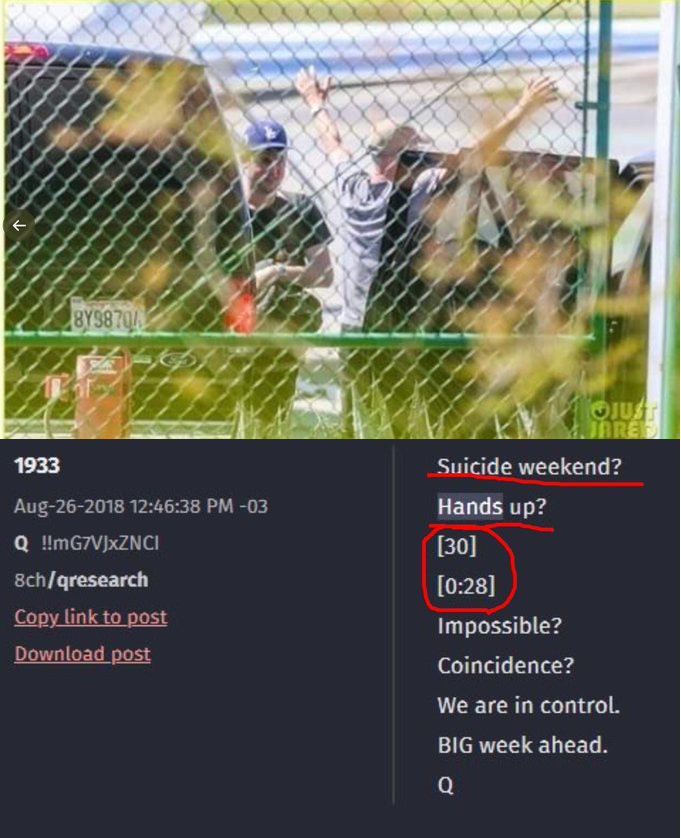 Ford
JUST
JARED
1933
Aug-26-2018 12:46:38 PM -03
Q !!mG7VJxZNCI
8ch/qresearch
Copy link to post
Download post
Suicide weekend?
Hands up?
[30]
[0:28]
Impossible?
Coincidence?
We are in control.
BIG week ahead.
Q